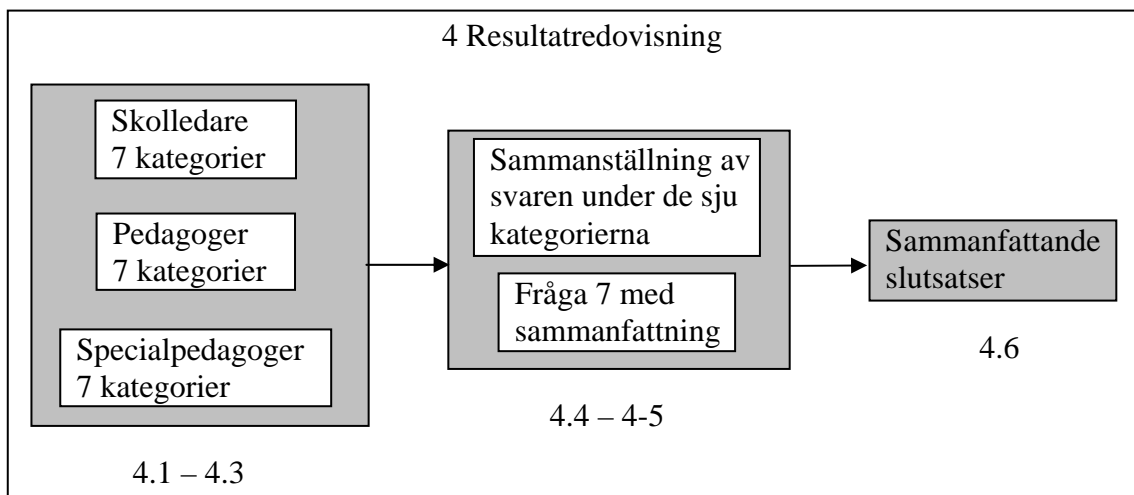 4 Resultatredovisning
Skolledare
7 kategorier
Pedagoger
7 kategorier
Specialpedagoger
7 kategorier
4.1 – 4.3
Sammanställning av
svaren under de sju
kategorierna
Fråga 7 med
sammanfattning
4.4 – 4-5
Sammanfattande
slutsatser
4.6